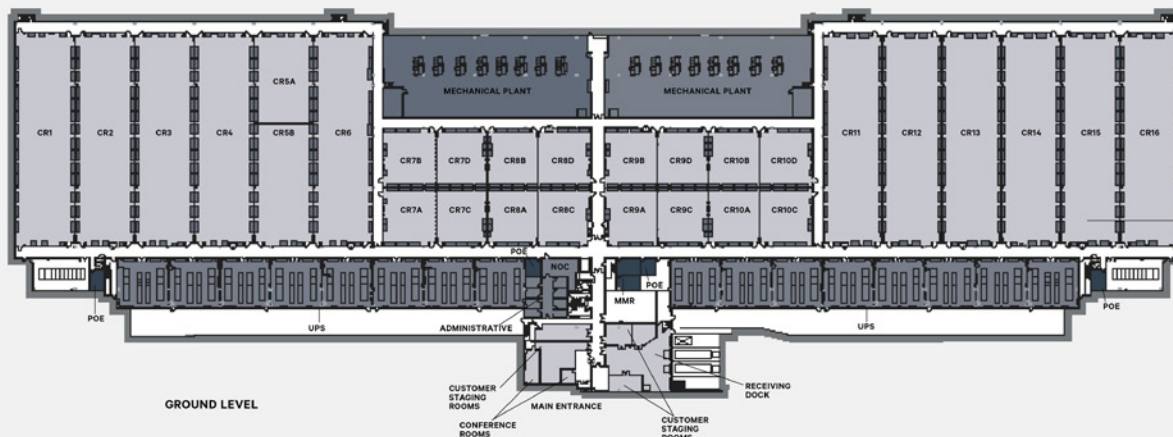 MECHANICAL PLANT
MECHANICAL PLANT
CR1
CR2
CR3
CR4
CR5A
CR5B
CR6
CR7B
CR7D
CR8B
CR8D
CR9B
CR9D
CR10B
CR10D
CR7A
CR7C
CR8A
CR8C
CR9A
CR9C
CR10A
CR10C
CR11
CR12
CR13
CR14
CR15
CR16
POE
POE
NOC
MMR
POE
POE
UPS
ADMINISTRATIVE
UPS
CUSTOMER
STAGING
ROOMS
CONFERENCE
ROOMS
MAIN ENTRANCE
CUSTOMER
STAGING
ROOMS
RECEIVING
DOCK
GROUND LEVEL